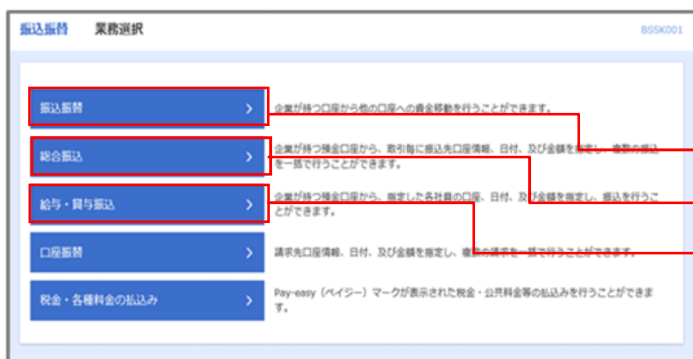 振込振替 業務選択 BSSK001
振込振替 企業が持つ口座から他の口座への資金移動を行うことができます。
総合振込 企業が持つ預金口座から、取引毎に振込先口座情報、日付、及び金額を指定し、複数の振込
を一括で行うことができます。
給与・賞与振込 企業が持つ預金口座から、指定した各社員の口座、日付、及び金額を指定し、振込を行うこ
とができます。
口座振替 請求先口座情報、日付、及び金額を指定し、複数の請求を一括で行うことができます。
税金・各種料金の払込み Pay-easy（ペイジー）マークが表示された税金・公共料金等の払込みを行うことができま
す。